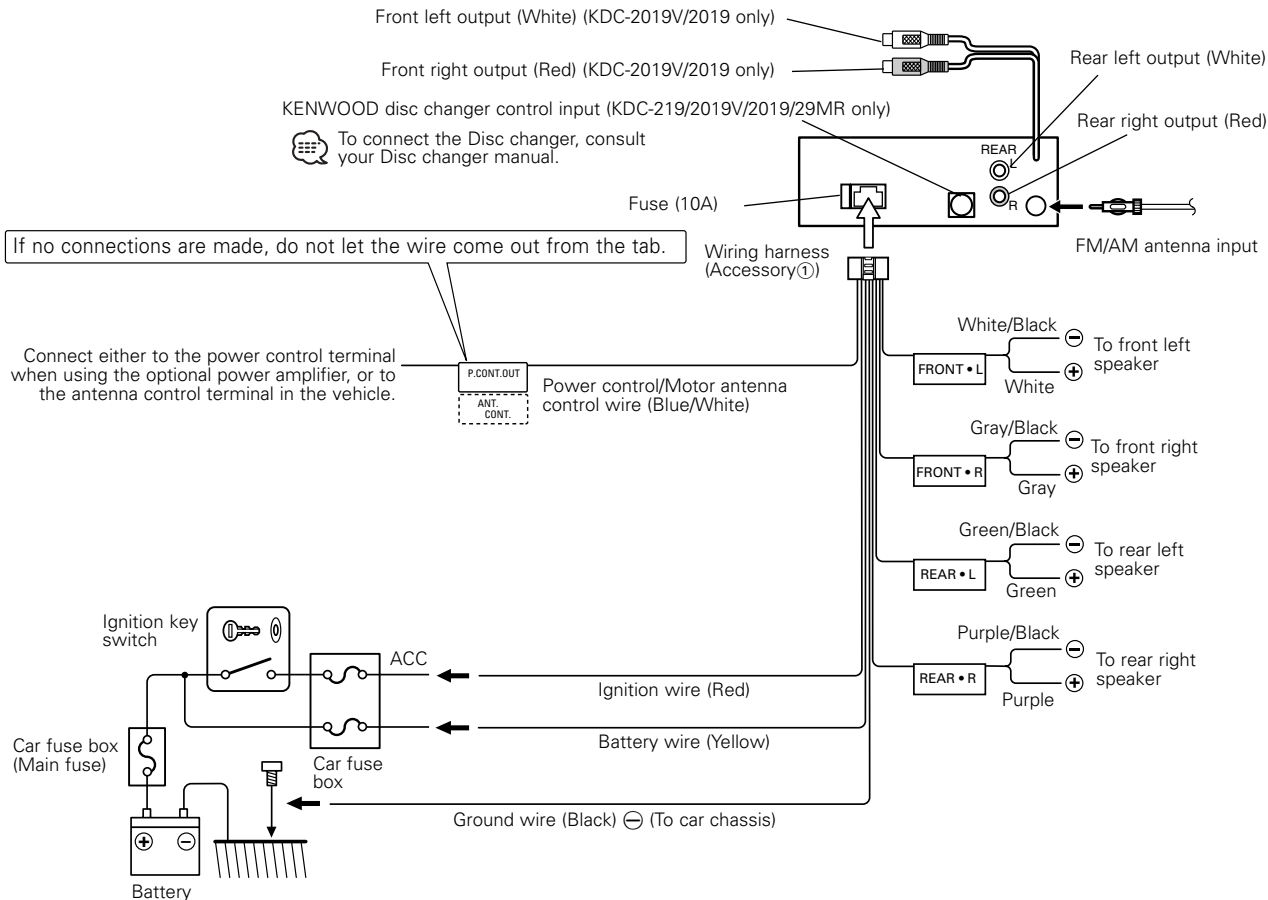 Front left output (White) (KDC-2019V/2019 only)
Front right output (Red) (KDC-2019V/2019 only)
Rear left output (White)
KENWOOD disc changer control input (KDC-219/2019V/2019/29MR only)
To connect the Disc changer, consult
your Disc changer manual.
Rear right output (Red)
REAR
L
R
Fuse (10A)
FM/AM antenna input
If no connections are made, do not let the wire come out from the tab.
Wiring harness
(Accessory①)
Connect either to the power control terminal
when using the optional power amplifier, or to
the antenna control terminal in the vehicle.
P.CONT.OUT
ANT.
CONT.
Power control/Motor antenna
control wire (Blue/White)
White/Black
⊖
FRONT • L
To front left
speaker
White
⊕
Gray/Black
⊖
FRONT • R
To front right
speaker
Gray
⊕
Green/Black
⊖
REAR • L
To rear left
speaker
Green
⊕
Purple/Black
⊖
REAR • R
To rear right
speaker
Purple
⊕
Ignition key
switch
ACC
Ignition wire (Red)
Battery wire (Yellow)
Car fuse box
(Main fuse)
Car fuse
box
Ground wire (Black) ⊖ (To car chassis)
⊕ ⊖
Battery